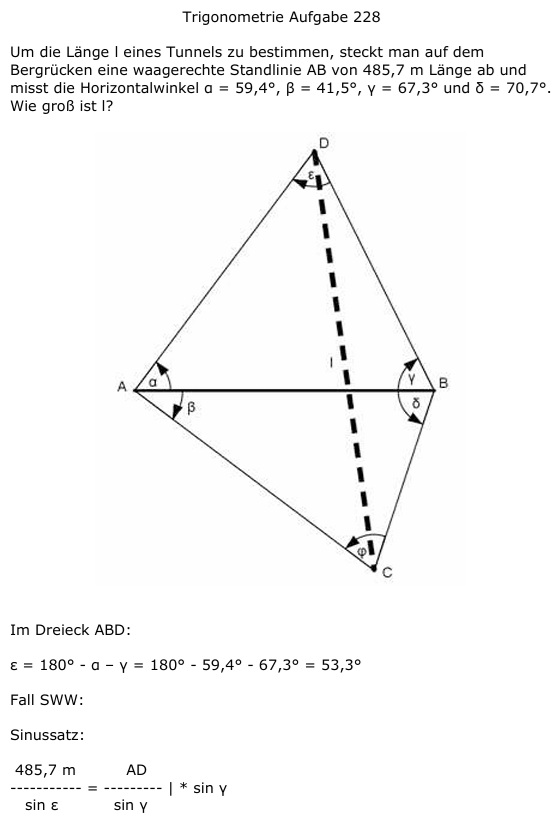 Trigonometrie Aufgabe 228
Um die Länge l eines Tunnels zu bestimmen, steckt man auf dem
Bergrücken eine waagerechte Standlinie AB von 485,7 m Länge ab und
misst die Horizontalwinkel α = 59,4°, β = 41,5°, γ = 67,3° und δ = 70,7°.
Wie groß ist l?
D
ε
l
A α
γ B
β
δ
φ
C
Im Dreieck ABD:
ε = 180° - α – γ = 180° - 59,4° - 67,3° = 53,3°
Fall SWW:
Sinussatz:
485,7 m AD
----------- = --------- | * sin γ
sin ε sin γ